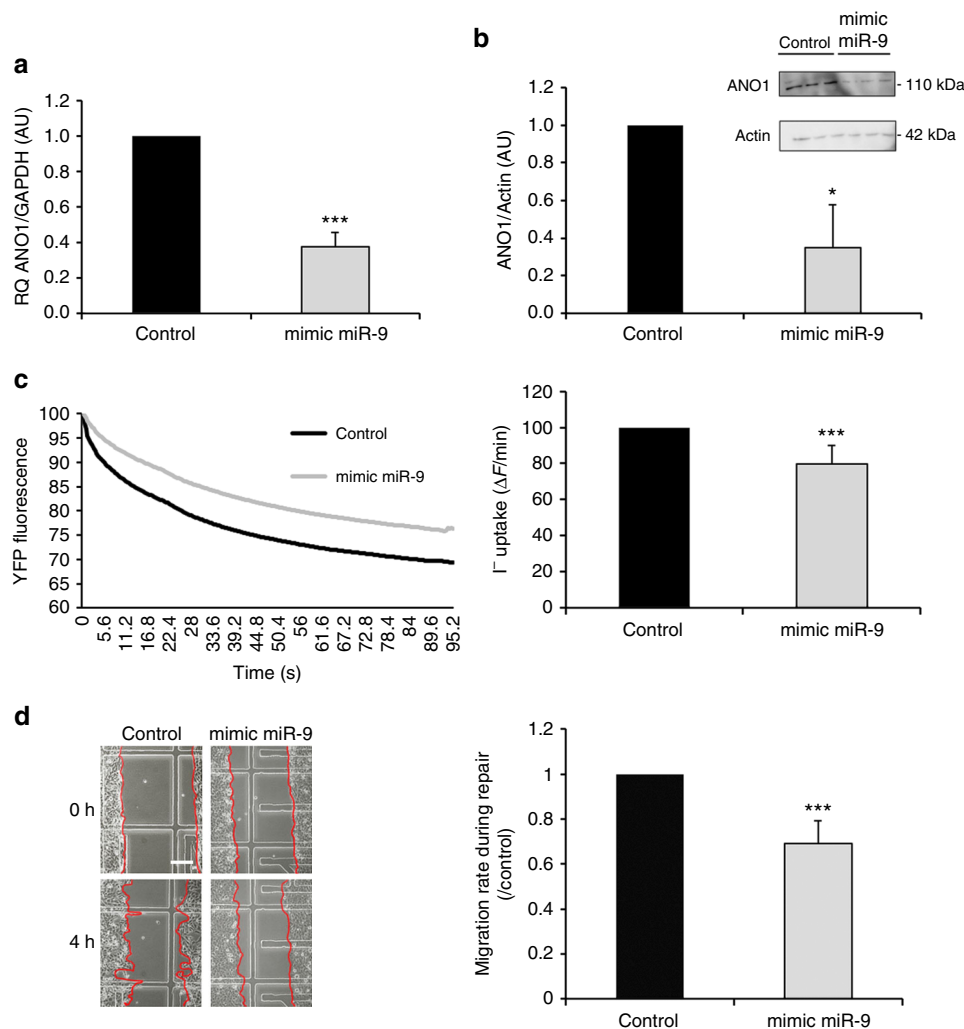 a
RQ ANO1/GAPDH (AU)
1.2
1.0
0.8
0.6
0.4
0.2
0.0
***
Control
mimic miR-9
b
ANO1/Actin (AU)
1.2
1.0
0.8
0.6
0.4
0.2
0.0
*
Control
mimic miR-9
mimic
Control miR-9
ANO1
- 110 kDa
Actin
- 42 kDa
c
YFP fluorescence
100
95
90
85
80
75
70
65
60
Control
mimic miR-9
0 5.6 11.2 16.8 22.4 28 33.6 39.2 44.8 50.4 56 61.6 67.2 72.8 78.4 84 89.6 95.2
Time (s)
I⁻ uptake (ΔF/min)
120
100
80
60
40
20
0
***
Control
mimic miR-9
d
Control mimic miR-9
0 h
4 h
Migration rate during repair
(/control)
1.2
1
0.8
0.6
0.4
0.2
0
***
Control
mimic miR-9